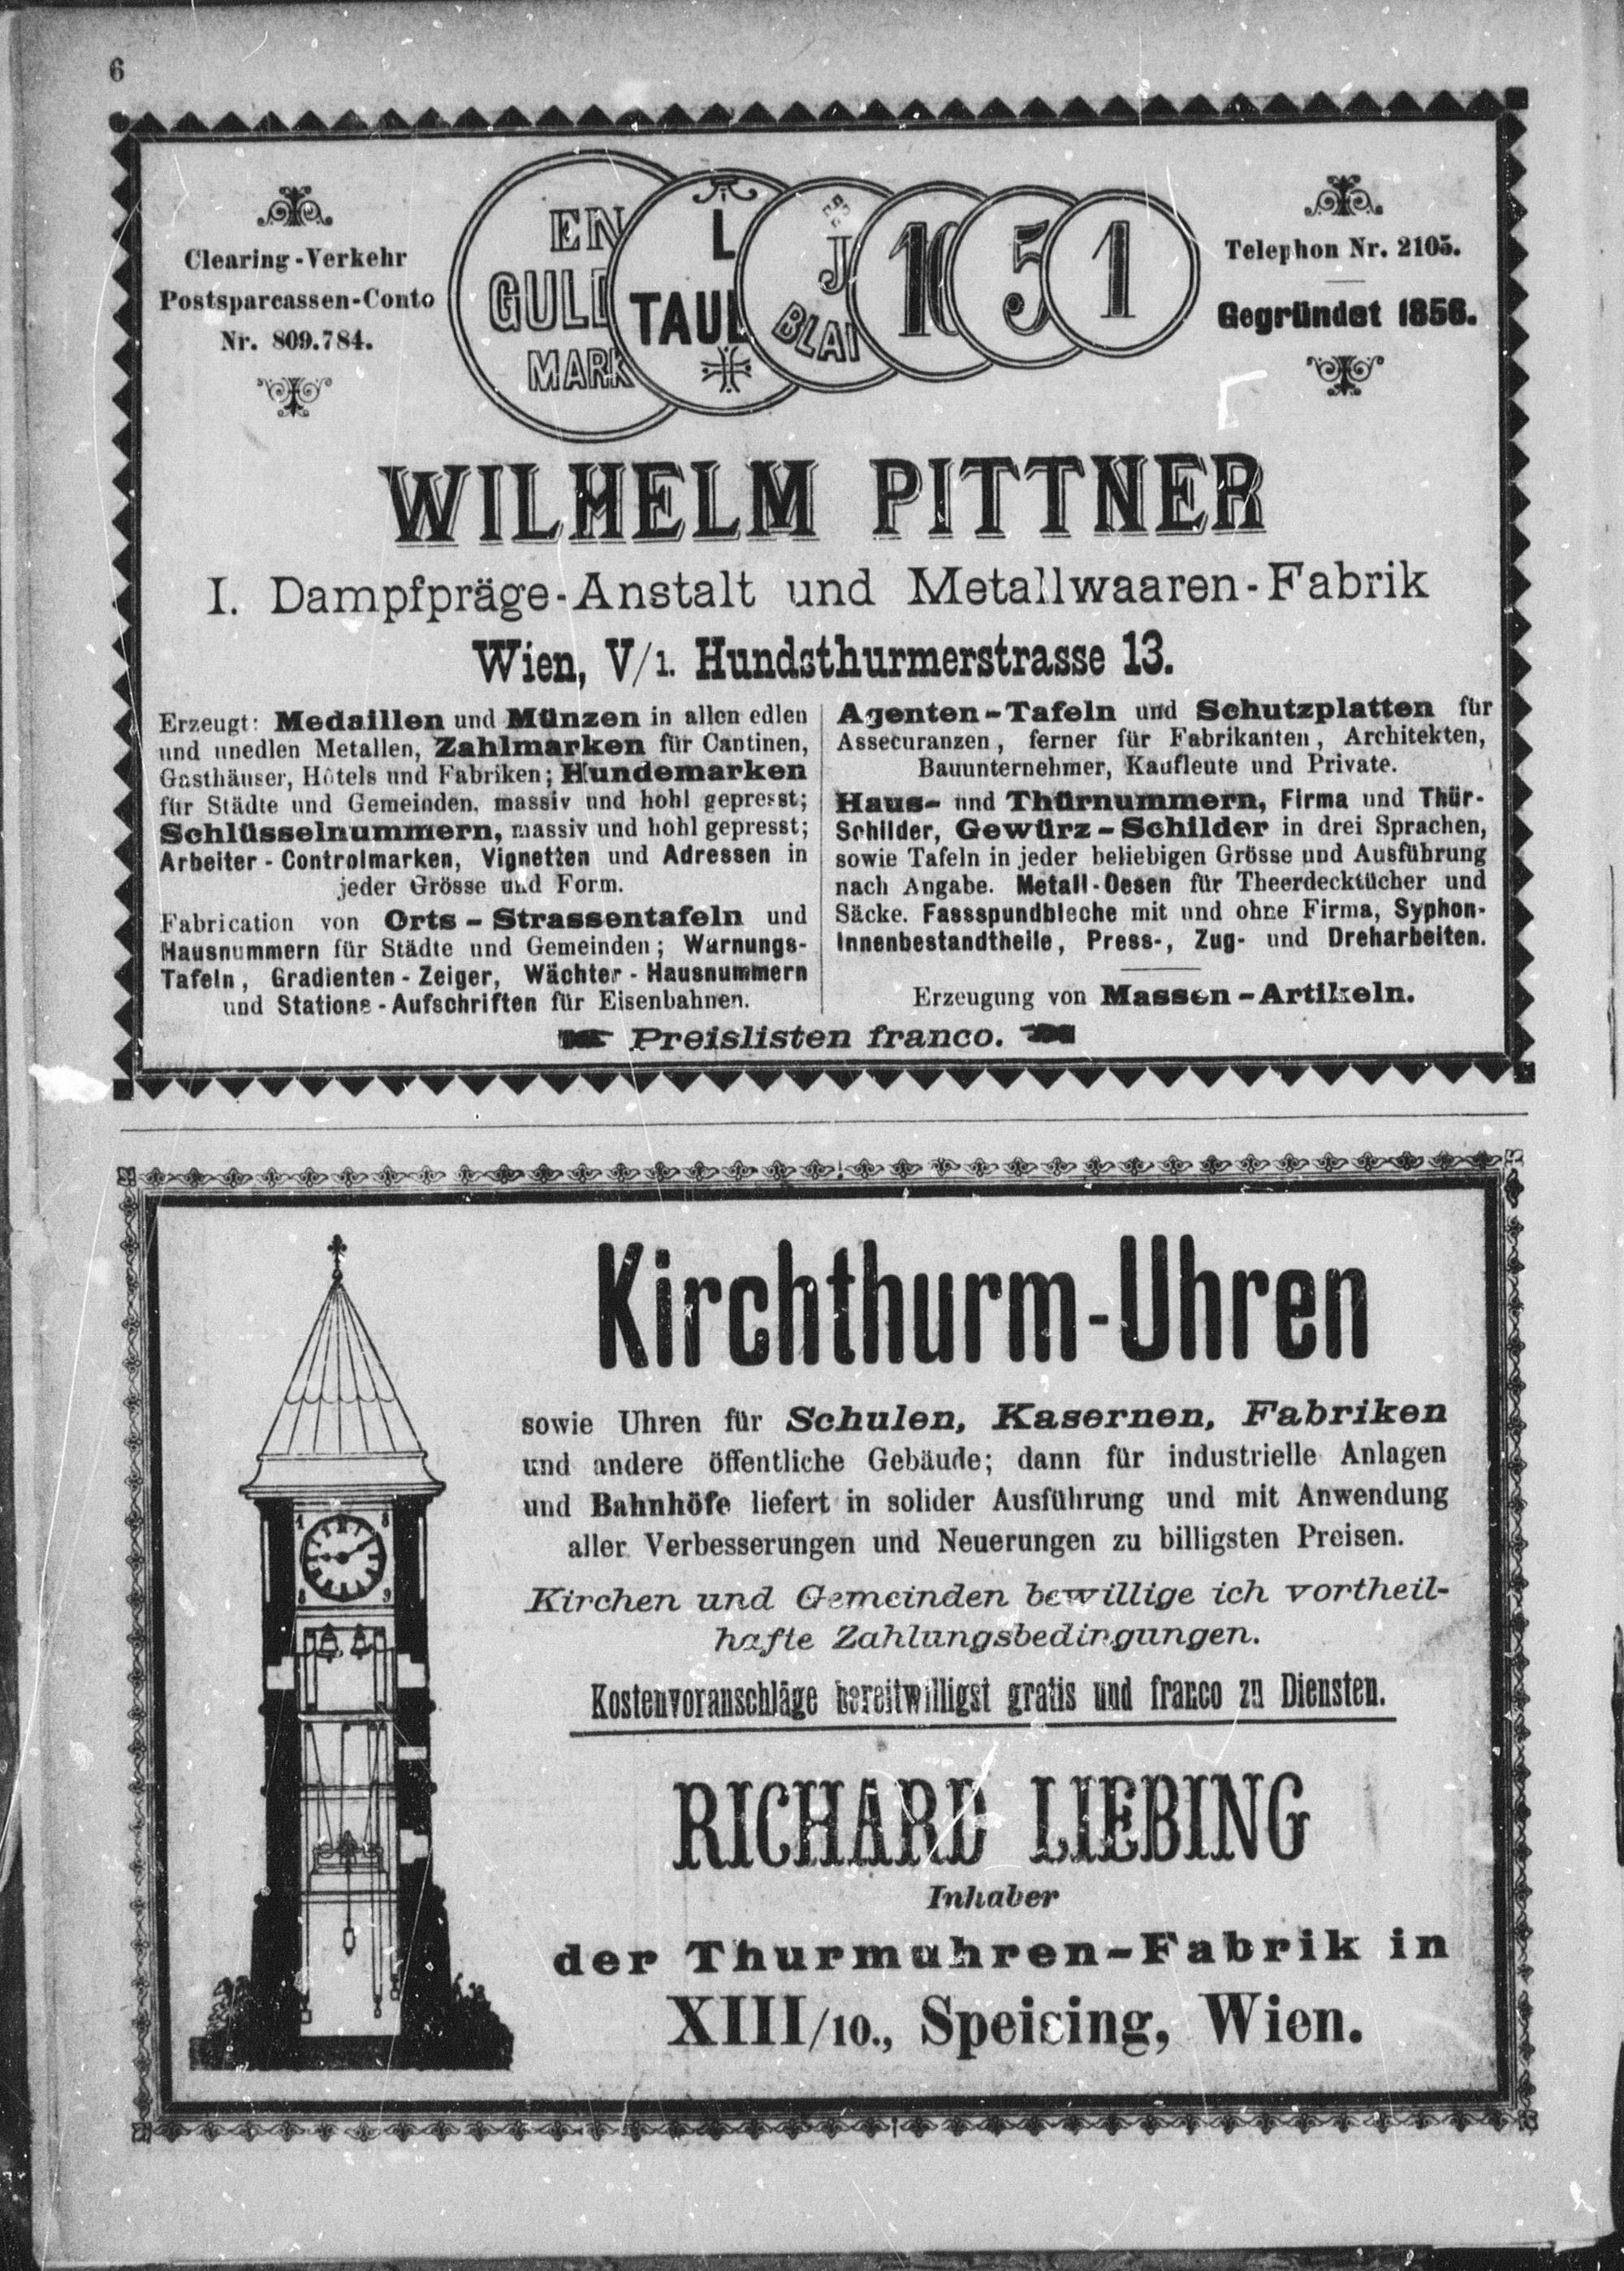 6
Clearing-Verkehr
Postsparcassen-Conto
Nr. 809.784.
EN
GULD
MARK
L
TAUL
J
BLAN
10
5
1
Telephon Nr. 2105.
Gegründet 1856.
WILHELM PITTNER
I. Dampfpräge-Anstalt und Metallwaaren-Fabrik
Wien, V/1. Hundsthurmerstrasse 13.
Erzeugt: Medaillen und Münzen in allen edlen
und unedlen Metallen, Zahlmarken für Cantinen,
Gasthäuser, Hôtels und Fabriken; Hundemarken
für Städte und Gemeinden, massiv und hohl gepresst;
Schlüsselnummern, massiv und hohl gepresst;
Arbeiter-Controlmarken, Vignetten und Adressen in
jeder Grösse und Form.
Fabrication von Orts-Strassentafeln und
Hausnummern für Städte und Gemeinden; Warnungs-
Tafeln, Gradienten-Zeiger, Wächter-Hausnummern
und Stations-Aufschriften für Eisenbahnen.
Agenten-Tafeln und Schutzplatten für
Assecuranzen, ferner für Fabrikanten, Architekten,
Bauunternehmer, Kaufleute und Private.
Haus- und Thürnummern, Firma und Thür-
Schilder, Gewürz-Schilder in drei Sprachen,
sowie Tafeln in jeder beliebigen Grösse und Ausführung
nach Angabe. Metall-Oesen für Theerdecktücher und
Säcke. Fassspundbleche mit und ohne Firma, Syphon-
Innenbestandtheile, Press-, Zug- und Dreharbeiten.
Erzeugung von Massen-Artikeln.
Preislisten franco.
Kirchthurm-Uhren
sowie Uhren für Schulen, Kasernen, Fabriken
und andere öffentliche Gebäude; dann für industrielle Anlagen
und Bahnhöfe liefert in solider Ausführung und mit Anwendung
aller Verbesserungen und Neuerungen zu billigsten Preisen.
Kirchen und Gemeinden bewillige ich vortheil-
hafte Zahlungsbedingungen.
Kostenvoranschläge bereitwilligst gratis und franco zu Diensten.
RICHARD LIEBING
Inhaber
der Thurmuhren-Fabrik in
XIII/10., Speising, Wien.